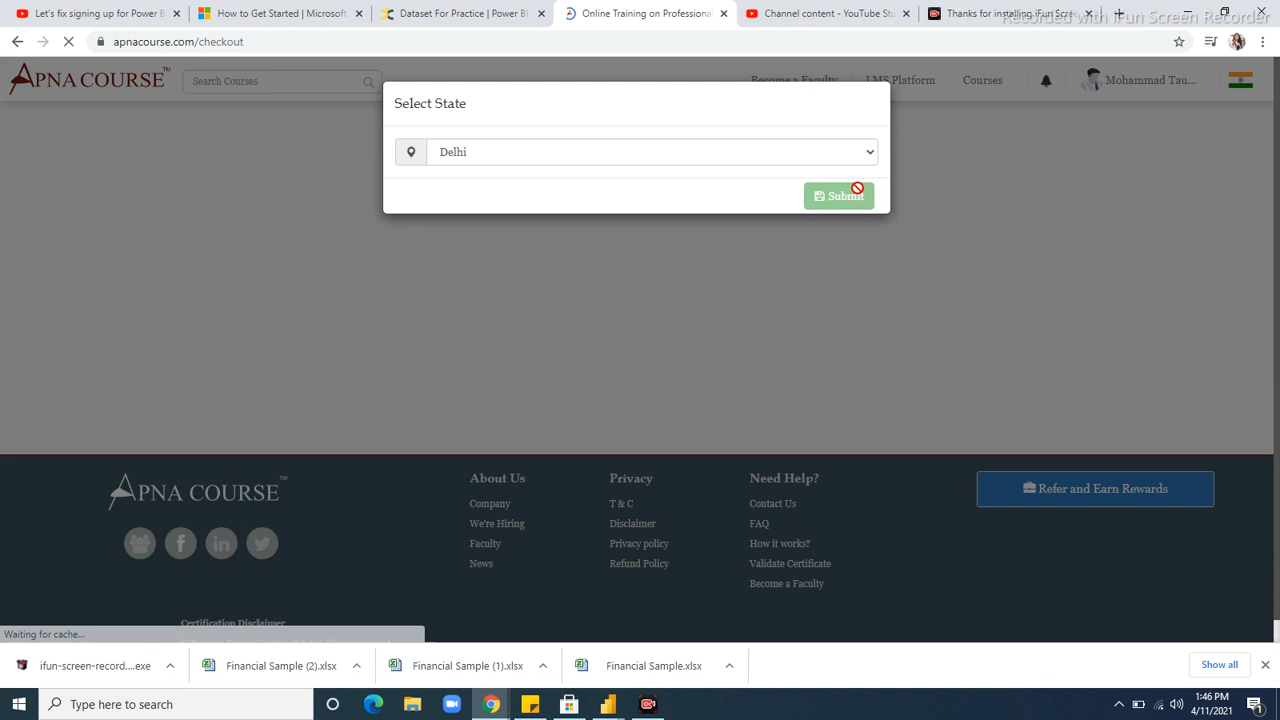 Let's fix signing up for Power B
How to Get Started | Microsoft
Dataset For Practice | Power BI
Online Training on Professional
Channel content - YouTube Stu
Thanks for installing iFun Scre
Recorded with iFun Screen Recorder
apnacourse.com/checkout
APNA COURSE™
Search Courses
Become a Faculty
LMS Platform
Courses
Mohammad Tau...
Select State
Delhi
Submit
APNA COURSE™
About Us
Company
We're Hiring
Faculty
News
Privacy
T & C
Disclaimer
Privacy policy
Refund Policy
Need Help?
Contact Us
FAQ
How it works?
Validate Certificate
Become a Faculty
Refer and Earn Rewards
Certification Disclaimer
Waiting for cache...
ifun-screen-record....exe
Financial Sample (2).xlsx
Financial Sample (1).xlsx
Financial Sample.xlsx
Show all
Type here to search
1:46 PM
4/11/2021